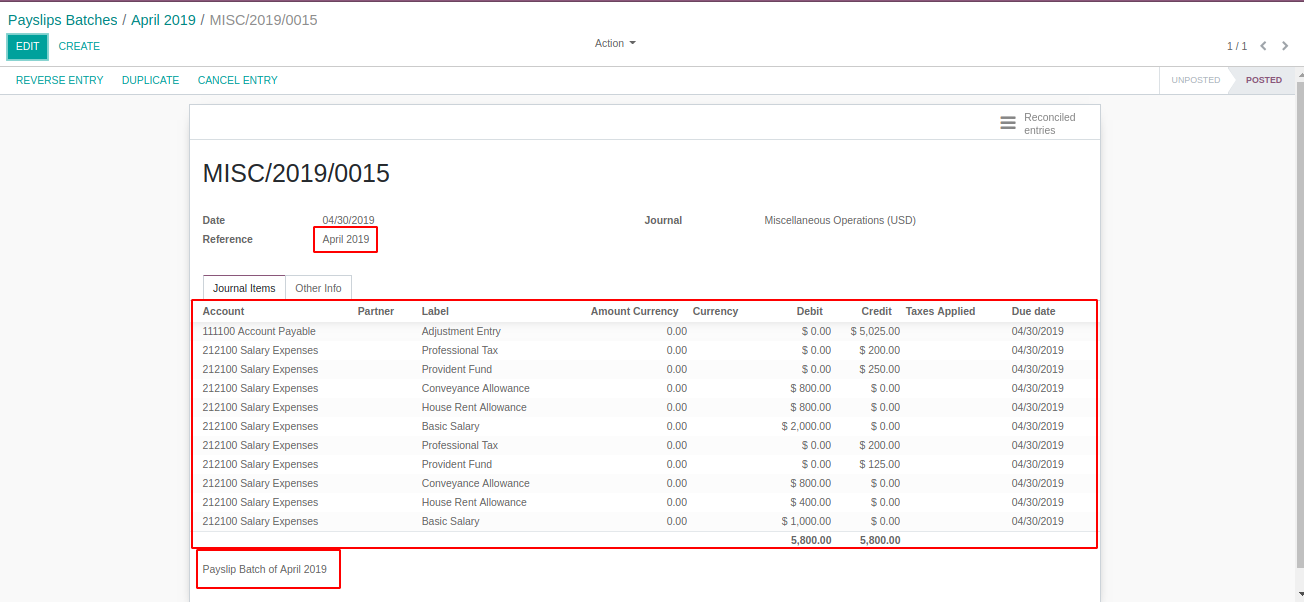 Payslips Batches / April 2019 / MISC/2019/0015
EDIT CREATE Action 1 / 1
REVERSE ENTRY DUPLICATE CANCEL ENTRY UNPOSTED POSTED
Reconciled
entries
MISC/2019/0015
Date 04/30/2019 Journal Miscellaneous Operations (USD)
Reference April 2019
Journal Items Other Info
Account Partner Label Amount Currency Currency Debit Credit Taxes Applied Due date
111100 Account Payable Adjustment Entry 0.00 $ 0.00 $ 5,025.00 04/30/2019
212100 Salary Expenses Professional Tax 0.00 $ 0.00 $ 200.00 04/30/2019
212100 Salary Expenses Provident Fund 0.00 $ 0.00 $ 250.00 04/30/2019
212100 Salary Expenses Conveyance Allowance 0.00 $ 800.00 $ 0.00 04/30/2019
212100 Salary Expenses House Rent Allowance 0.00 $ 800.00 $ 0.00 04/30/2019
212100 Salary Expenses Basic Salary 0.00 $ 2,000.00 $ 0.00 04/30/2019
212100 Salary Expenses Professional Tax 0.00 $ 0.00 $ 200.00 04/30/2019
212100 Salary Expenses Provident Fund 0.00 $ 0.00 $ 125.00 04/30/2019
212100 Salary Expenses Conveyance Allowance 0.00 $ 800.00 $ 0.00 04/30/2019
212100 Salary Expenses House Rent Allowance 0.00 $ 400.00 $ 0.00 04/30/2019
212100 Salary Expenses Basic Salary 0.00 $ 1,000.00 $ 0.00 04/30/2019
5,800.00 5,800.00
Payslip Batch of April 2019